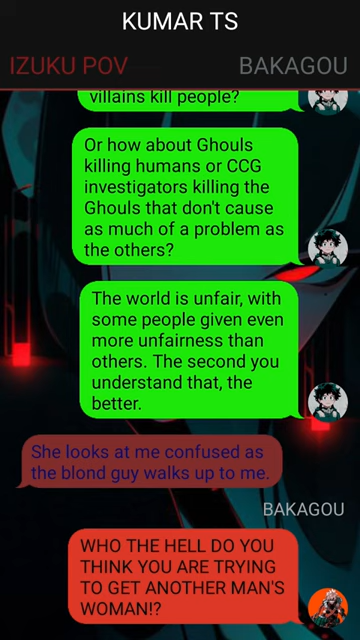 KUMAR TS
IZUKU POV
BAKAGOU
villains kill people?
Or how about Ghouls
killing humans or CCG
investigators killing the
Ghouls that don't cause
as much of a problem as
the others?
The world is unfair, with
some people given even
more unfairness than
others. The second you
understand that, the
better.
She looks at me confused as
the blond guy walks up to me.
BAKAGOU
WHO THE HELL DO YOU
THINK YOU ARE TRYING
TO GET ANOTHER MAN'S
WOMAN!?